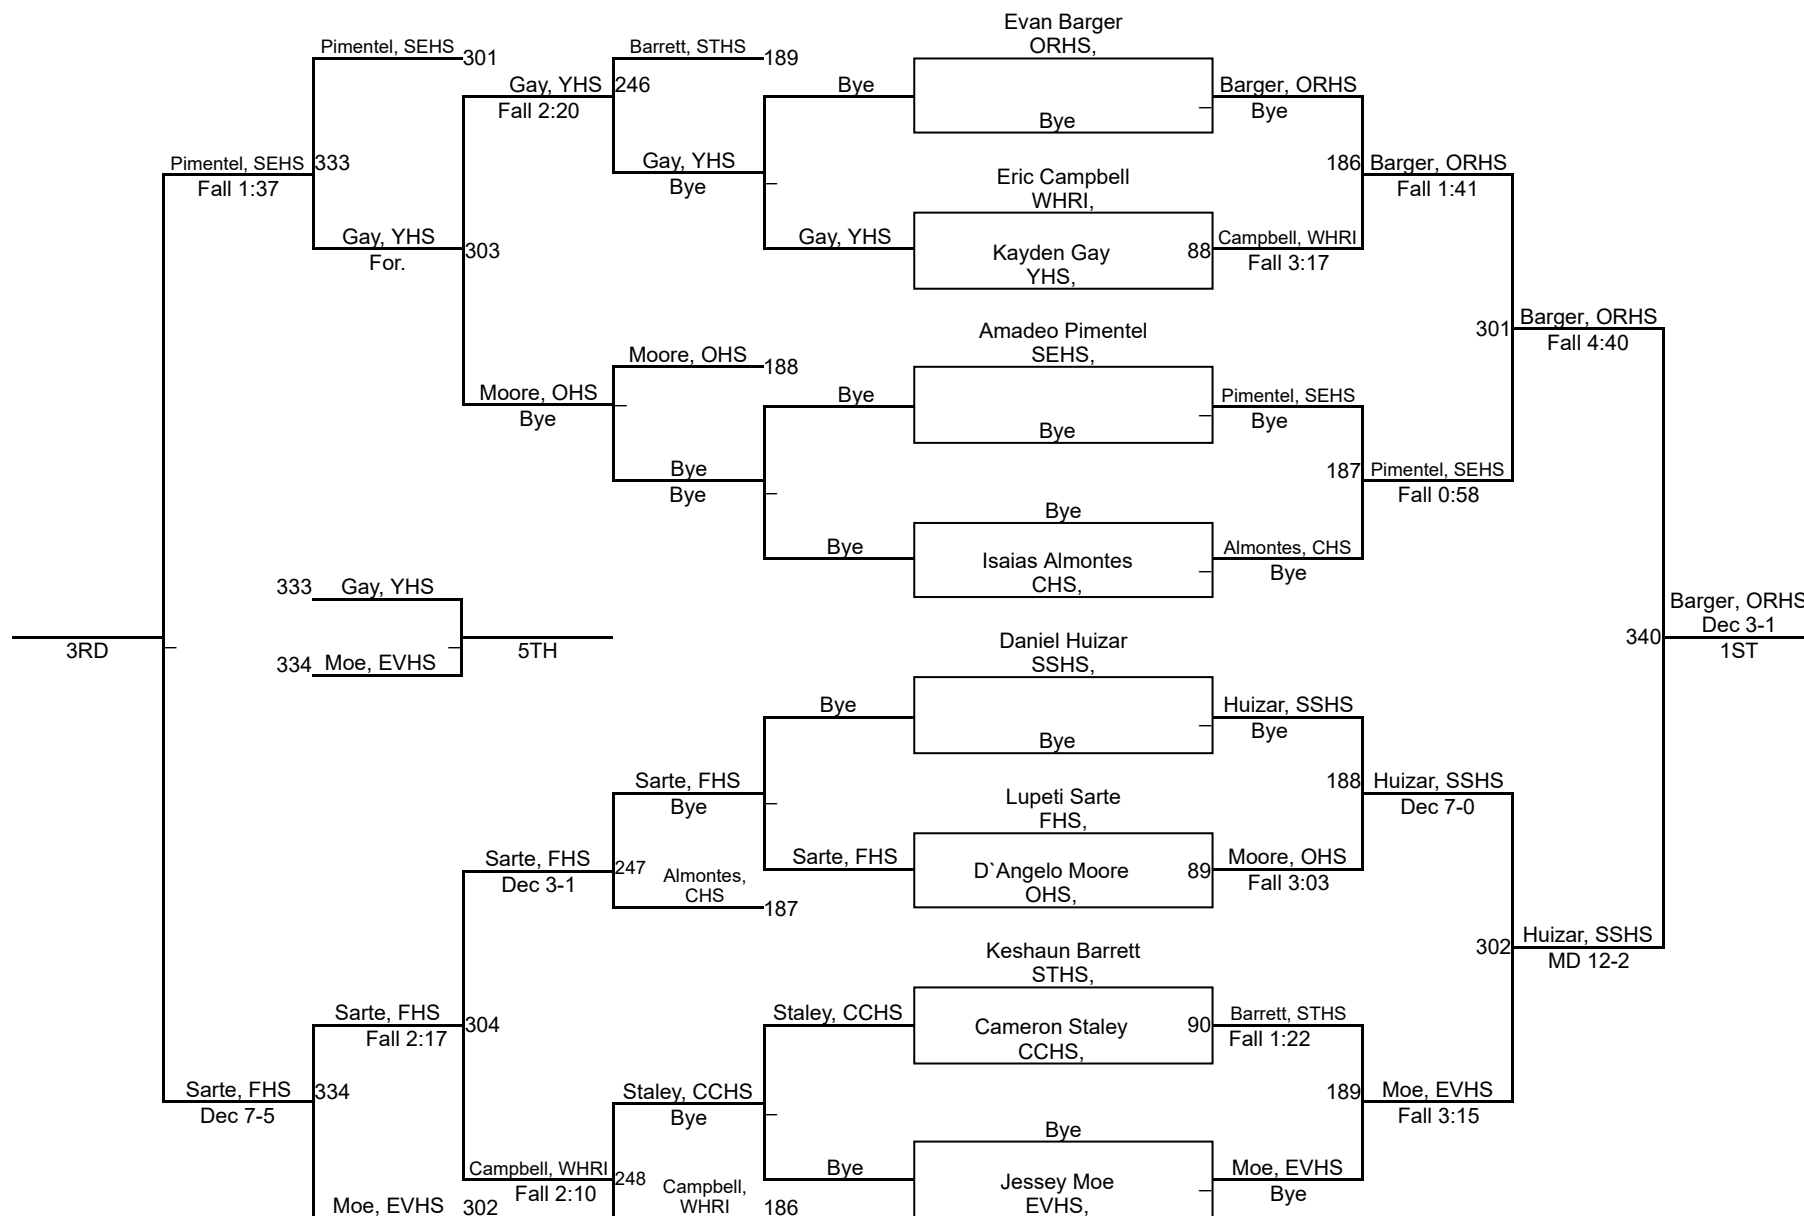 Evan Barger
ORHS,
Pimentel, SEHS
301
Barrett, STHS
189
Gay, YHS
246
Bye
Barger, ORHS
Fall 2:20
Bye
Bye
Pimentel, SEHS
333
Gay, YHS
Eric Campbell
186
Barger, ORHS
Fall 1:37
Bye
WHRI,
Fall 1:41
Gay, YHS
303
Gay, YHS
Kayden Gay
88
Campbell, WHRI
For.
YHS,
Fall 3:17
Amadeo Pimentel
301
Barger, ORHS
Moore, OHS
188
SEHS,
Fall 4:40
Moore, OHS
Bye
Pimentel, SEHS
Bye
Bye
Bye
Bye
187
Pimentel, SEHS
Bye
Fall 0:58
Bye
Bye
Isaias Almontes
Almontes, CHS
CHS,
Bye
333
Gay, YHS
Barger, ORHS
3RD
334
Moe, EVHS
5TH
Daniel Huizar
SSHS,
340
Dec 3-1
1ST
Bye
Huizar, SSHS
Bye
Bye
Sarte, FHS
Lupeti Sarte
188
Huizar, SSHS
Bye
FHS,
Dec 7-0
Sarte, FHS
247
Almontes,
CHS
Sarte, FHS
D`Angelo Moore
89
Moore, OHS
Dec 3-1
187
OHS,
Fall 3:03
Keshaun Barrett
302
Huizar, SSHS
STHS,
MD 12-2
Sarte, FHS
304
Staley, CCHS
Cameron Staley
90
Barrett, STHS
Fall 2:17
CCHS,
Fall 1:22
Sarte, FHS
334
Staley, CCHS
189
Moe, EVHS
Dec 7-5
Bye
Bye
Fall 3:15
Campbell, WHRI
248
Campbell,
WHRI
Bye
Jessey Moe
Moe, EVHS
Fall 2:10
186
EVHS,
Bye
Moe, EVHS
302